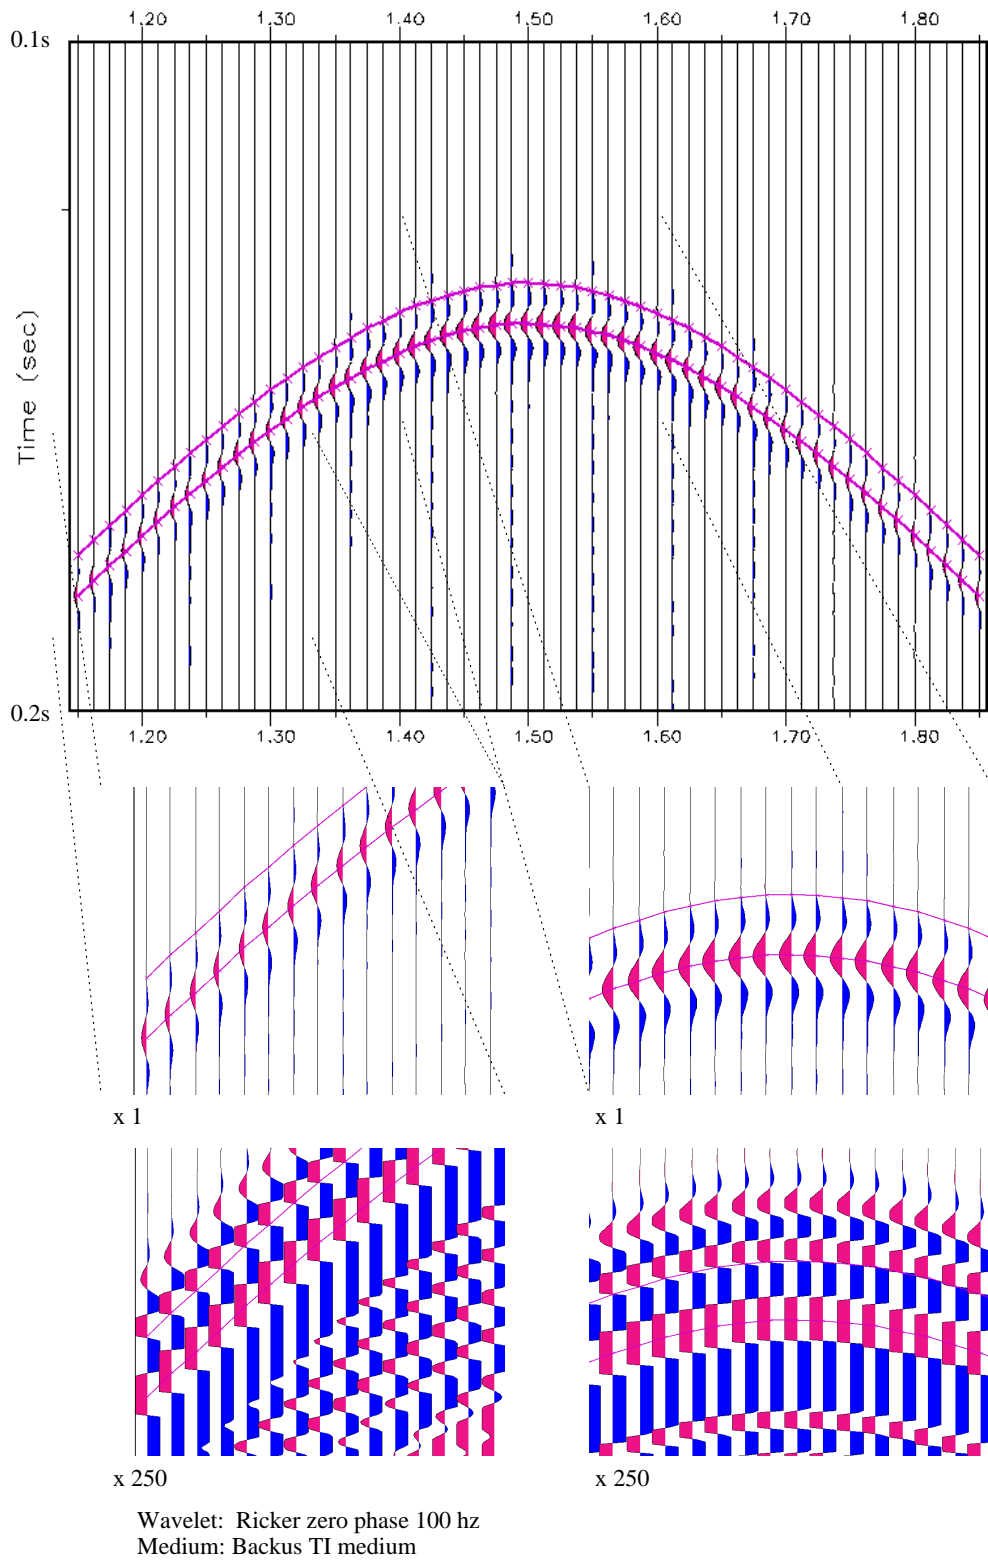 1.20 1.30 1.40 1.50 1.60 1.70 1.80
0.1s
Time (sec)
0.2s
1.20 1.30 1.40 1.50 1.60 1.70 1.80
x 1 x 1
x 250 x 250
Wavelet: Ricker zero phase 100 hz
Medium: Backus TI medium